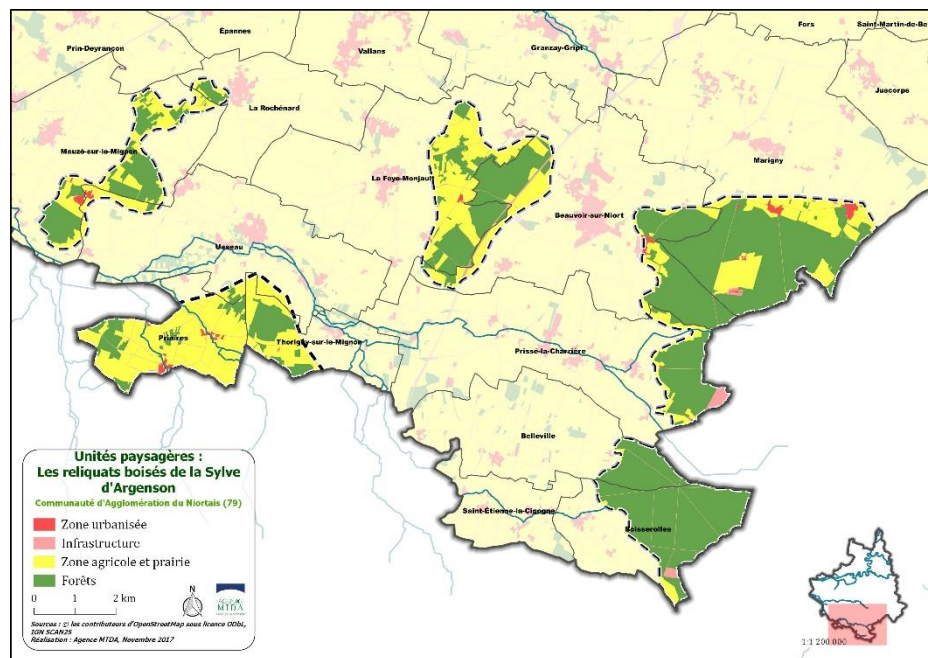 Fors
Saint-Martin-de-Be
Épannes
Prin-Deyrançon
Vallans
Granzay-Gript
Juscorps
La Rochénard
Mauzé-sur-le-Mignon
Marigny
La Foye-Monjault
Beauvoir-sur-Niort
Usseau
Priaires
Thorigny-sur-le-Mignon
Prissé-la-Charrière
Belleville
Saint-Étienne-la-Cigogne
Boisserolles
Unités paysagères :
Les reliquats boisés de la Sylve
d'Argenson
Communauté d'Agglomération du Niortais (79)
Zone urbanisée
Infrastructure
Zone agricole et prairie
Forêts
0 1 2 km
N
AGENCE
MTDA
Sources : © les contributeurs d'OpenStreetMap sous licence ODbL,
IGN SCAN25
Réalisation : Agence MTDA, Novembre 2017
1:1 200 000